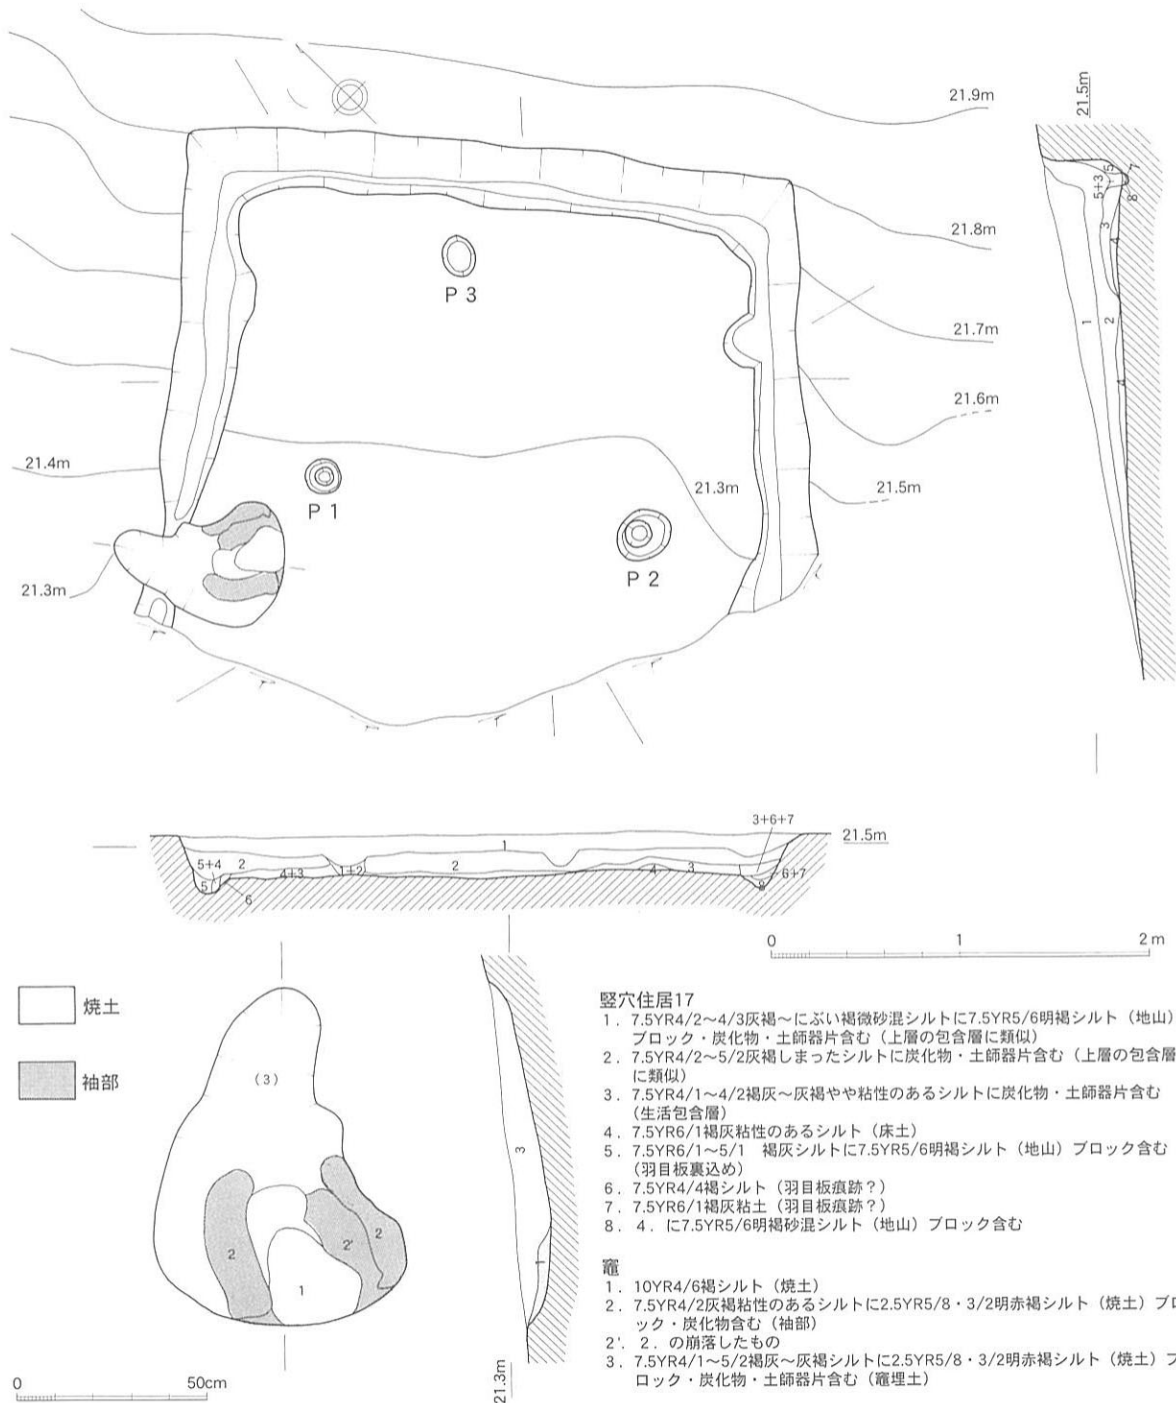 21.9m
21.5m
21.8m
5+3
5
7
8
3
4
P 3
21.7m
1
2
4
21.6m
21.4m
21.3m
21.5m
P 1
P 2
21.3m
3+6+7
21.5m
1
5+4
2
4+3
1+2
2
4
3
6+7
5
6
8
0 1 2 m
焼土
袖部
(3)
2
2'
2
1
3
1
21.3m
0 50cm
竪穴住居17
1. 7.5YR4/2〜4/3灰褐〜にぶい褐微砂混シルトに7.5YR5/6明褐シルト（地山）
ブロック・炭化物・土師器片含む（上層の包含層に類似）
2. 7.5YR4/2〜5/2灰褐しまったシルトに炭化物・土師器片含む（上層の包含層
に類似）
3. 7.5YR4/1〜4/2褐灰〜灰褐やや粘性のあるシルトに炭化物・土師器片含む
（生活包含層）
4. 7.5YR6/1褐灰粘性のあるシルト（床土）
5. 7.5YR6/1〜5/1 褐灰シルトに7.5YR5/6明褐シルト（地山）ブロック含む
（羽目板裏込め）
6. 7.5YR4/4褐シルト（羽目板痕跡？）
7. 7.5YR6/1褐灰粘土（羽目板痕跡？）
8. 4. に7.5YR5/6明褐砂混シルト（地山）ブロック含む
竈
1. 10YR4/6褐シルト（焼土）
2. 7.5YR4/2灰褐粘性のあるシルトに2.5YR5/8・3/2明赤褐シルト（焼土）ブロ
ック・炭化物含む（袖部）
2'. 2. の崩落したもの
3. 7.5YR4/1〜5/2褐灰〜灰褐シルトに2.5YR5/8・3/2明赤褐シルト（焼土）ブ
ロック・炭化物・土師器片含む（竈埋土）